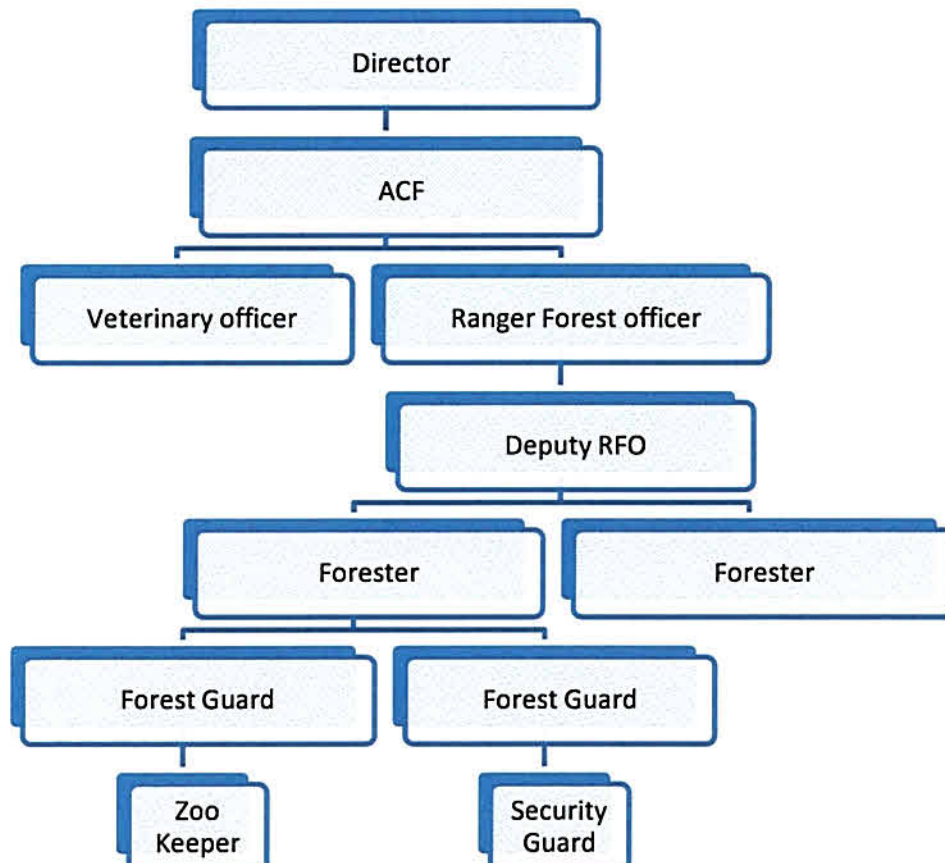 Director
ACF
Veterinary officer
Ranger Forest officer
Deputy RFO
Forester
Forester
Forest Guard
Forest Guard
Zoo
Keeper
Security
Guard